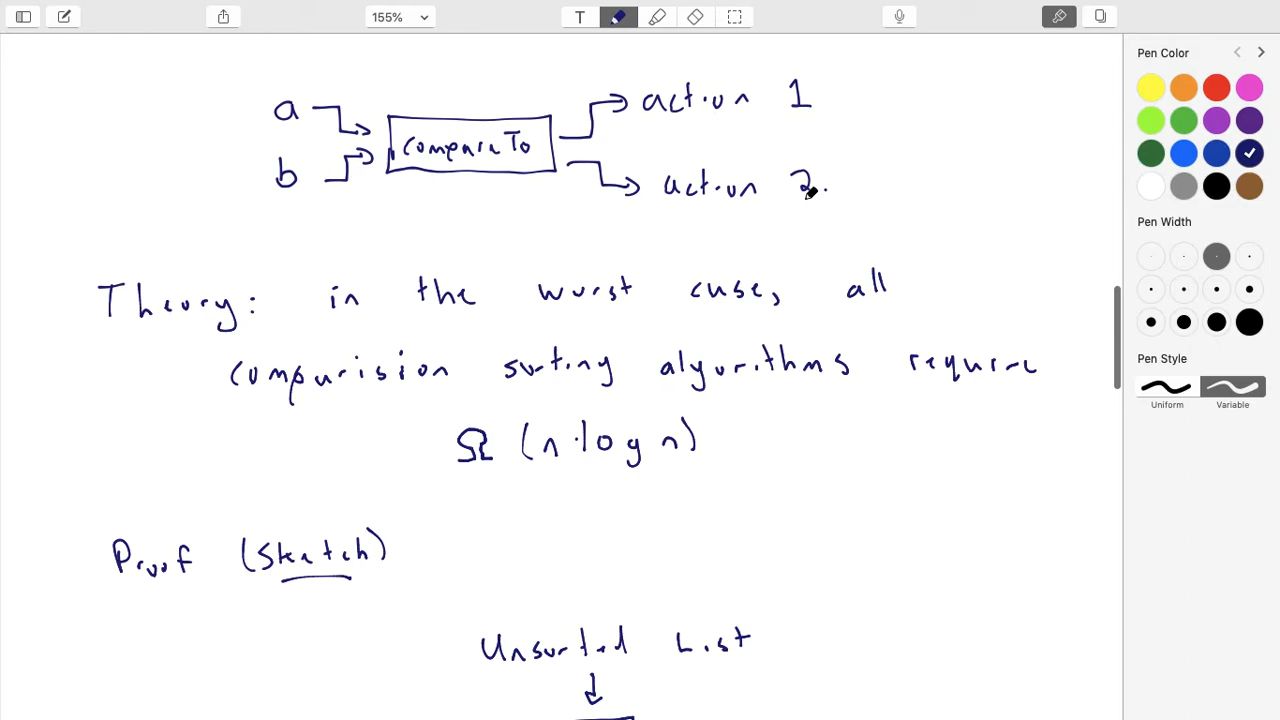 155%
T
a
compareTo
action 1
b
action 2.
Theory: in the worst case, all
comparision sorting algorithms require
Ω (n·log n)
Proof (Sketch)
Unsorted List
Pen Color
Pen Width
Pen Style
Uniform
Variable